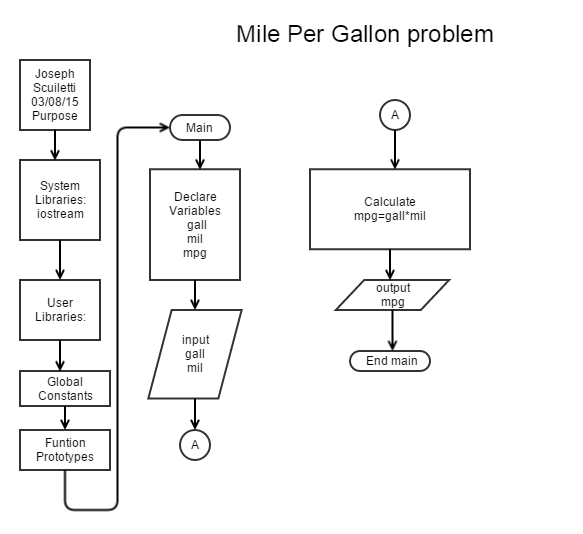 Mile Per Gallon problem
Joseph
Sculletti
03/08/15
Purpose
System
Libraries:
iostream
User
Libraries:
Global
Constants
Funtion
Prototypes
Main
Declare
Variables
gall
mil
mpg
input
gall
mil
A
A
Calculate
mpg=gall*mil
output
mpg
End main